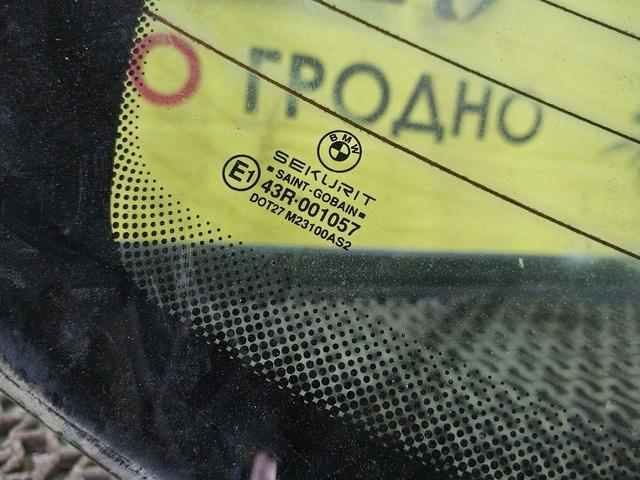 ГРОДНО
BMW
SEKURIT
SAINT-GOBAIN
E1 43R-001057
DOT27 M23100AS2